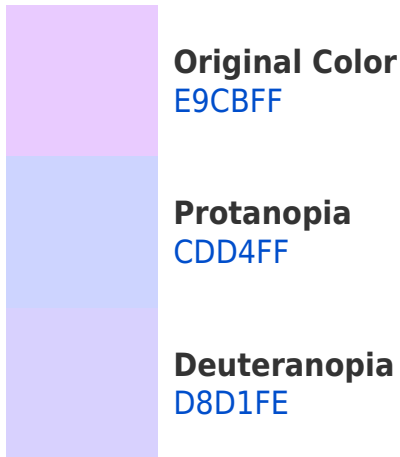 Original Color
E9CBFF
Protanopia
CDD4FF
Deuteranopia
D8D1FE